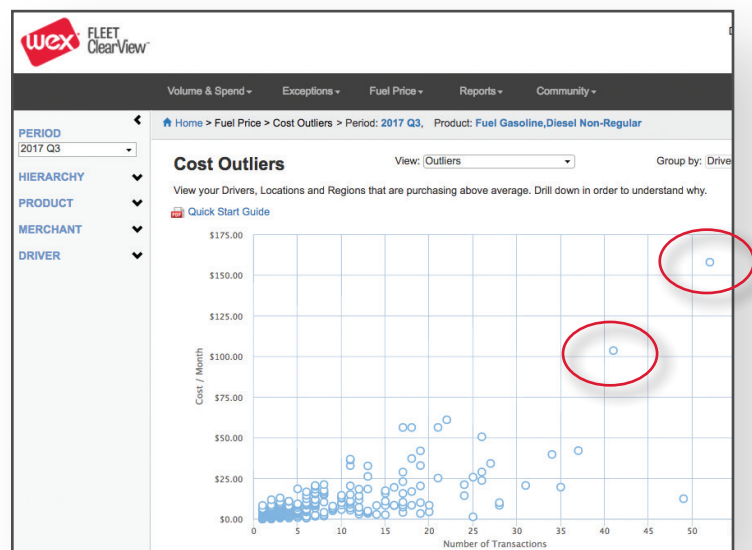 wex FLEET
ClearView
Volume & Spend Exceptions Fuel Price Reports Community
PERIOD
2017 Q3
HIERARCHY
PRODUCT
MERCHANT
DRIVER
Home > Fuel Price > Cost Outliers > Period: 2017 Q3, Product: Fuel Gasoline,Diesel Non-Regular
Cost Outliers View: Outliers Group by:
View your Drivers, Locations and Regions that are purchasing above average. Drill down in order to understand why.
PDF Quick Start Guide
$175.00
$150.00
$125.00
$100.00
$75.00
$50.00
$25.00
$0.00
Cost / Month
0 5 10 15 20 25 30 35 40 45 50
Number of Transactions